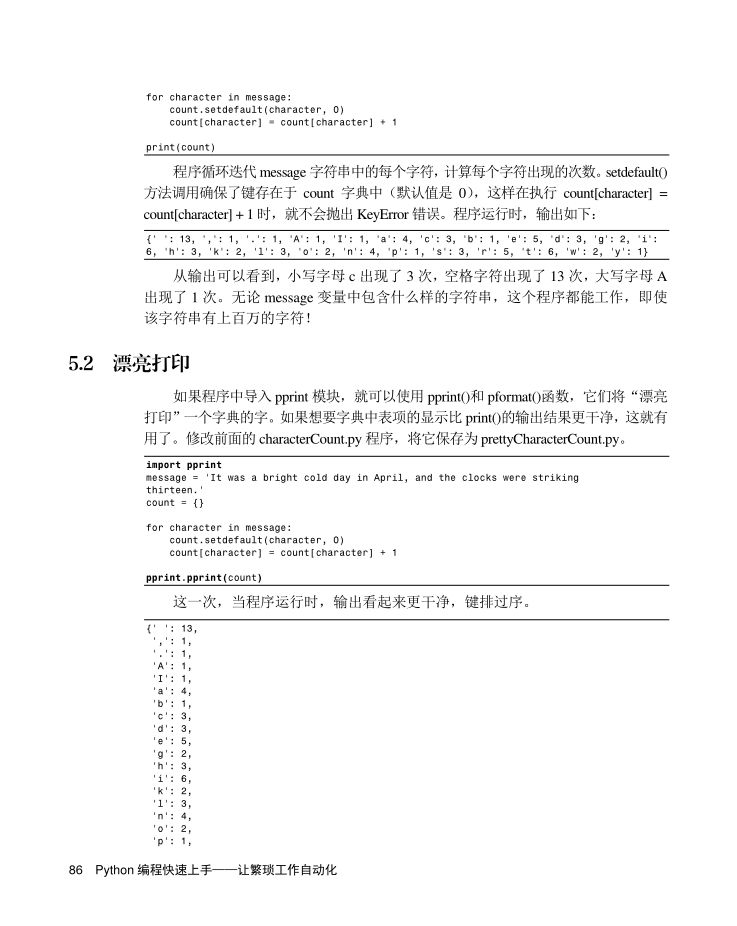 for character in message:
    count.setdefault(character, 0)
    count[character] = count[character] + 1
print(count)
程序循环迭代 message 字符串中的每个字符，计算每个字符出现的次数。setdefault()
方法调用确保了键存在于 count 字典中（默认值是 0），这样在执行 count[character] =
count[character] + 1 时，就不会抛出 KeyError 错误。程序运行时，输出如下：
{' ': 13, ',': 1, '.': 1, 'A': 1, 'I': 1, 'a': 4, 'c': 3, 'b': 1, 'e': 5, 'd': 3, 'g': 2, 'i':
6, 'h': 3, 'k': 2, 'l': 3, 'o': 2, 'n': 4, 'p': 1, 's': 3, 'r': 5, 't': 6, 'w': 2, 'y': 1}
从输出可以看到，小写字母 c 出现了 3 次，空格字符出现了 13 次，大写字母 A
出现了 1 次。无论 message 变量中包含什么样的字符串，这个程序都能工作，即使
该字符串有上百万的字符！
5.2 漂亮打印
如果程序中导入 pprint 模块，就可以使用 pprint()和 pformat()函数，它们将“漂亮
打印”一个字典的字。如果想要字典中表项的显示比 print()的输出结果更干净，这就有
用了。修改前面的 characterCount.py 程序，将它保存为 prettyCharacterCount.py。
import pprint
message = 'It was a bright cold day in April, and the clocks were striking
thirteen.'
count = {}
for character in message:
    count.setdefault(character, 0)
    count[character] = count[character] + 1
pprint.pprint(count)
这一次，当程序运行时，输出看起来更干净，键排过序。
{' ': 13,
 ',': 1,
 '.': 1,
 'A': 1,
 'I': 1,
 'a': 4,
 'b': 1,
 'c': 3,
 'd': 3,
 'e': 5,
 'g': 2,
 'h': 3,
 'i': 6,
 'k': 2,
 'l': 3,
 'n': 4,
 'o': 2,
 'p': 1,
86 Python 编程快速上手——让繁琐工作自动化